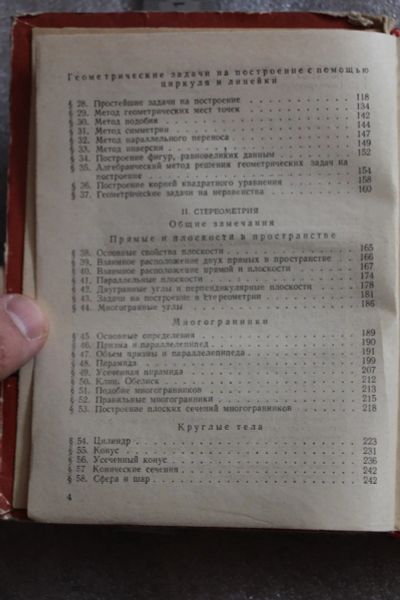 Геометрические задачи на построение с помощью
циркуля и линейки
§ 28. Простейшие задачи на построение . . . 118
§ 29. Метод геометрических мест точек . . . 134
§ 30. Метод подобия . . . 142
§ 31. Метод симметрии . . . 144
§ 32. Метод параллельного переноса . . . 147
§ 33. Метод инверсии . . . 149
§ 34. Построение фигур, равновеликих данным . . . 152
§ 35. Алгебраический метод решения геометрических задач на
построение . . . 154
§ 36. Построение корней квадратного уравнения . . . 158
§ 37. Геометрические задачи на неравенства . . . 160
II. СТЕРЕОМЕТРИЯ
Общие замечания
Прямые и плоскости в пространстве
§ 38. Основные свойства плоскости . . . 165
§ 39. Взаимное расположение двух прямых в пространстве . . . 166
§ 40. Взаимное расположение прямой и плоскости . . . 167
§ 41. Параллельные плоскости . . . 174
§ 42. Двугранные углы и перпендикулярные плоскости . . . 178
§ 43. Задачи на построение в стереометрии . . . 181
§ 44. Многогранные углы . . . 186
Многогранники
§ 45. Основные определения . . . 189
§ 46. Призма и параллелепипед . . . 190
§ 47. Объем призмы и параллелепипеда . . . 191
§ 48. Пирамида . . . 199
§ 49. Усеченная пирамида . . . 207
§ 50. Клин. Обелиск . . . 212
§ 51. Подобие многогранников . . . 213
§ 52. Правильные многогранники . . . 215
§ 53. Построение плоских сечений многогранников . . . 218
Круглые тела
§ 54. Цилиндр . . . 223
§ 55. Конус . . . 231
§ 56. Усеченный конус . . . 236
§ 57 Конические сечения . . . 242
§ 58. Сфера и шар . . . 242
4